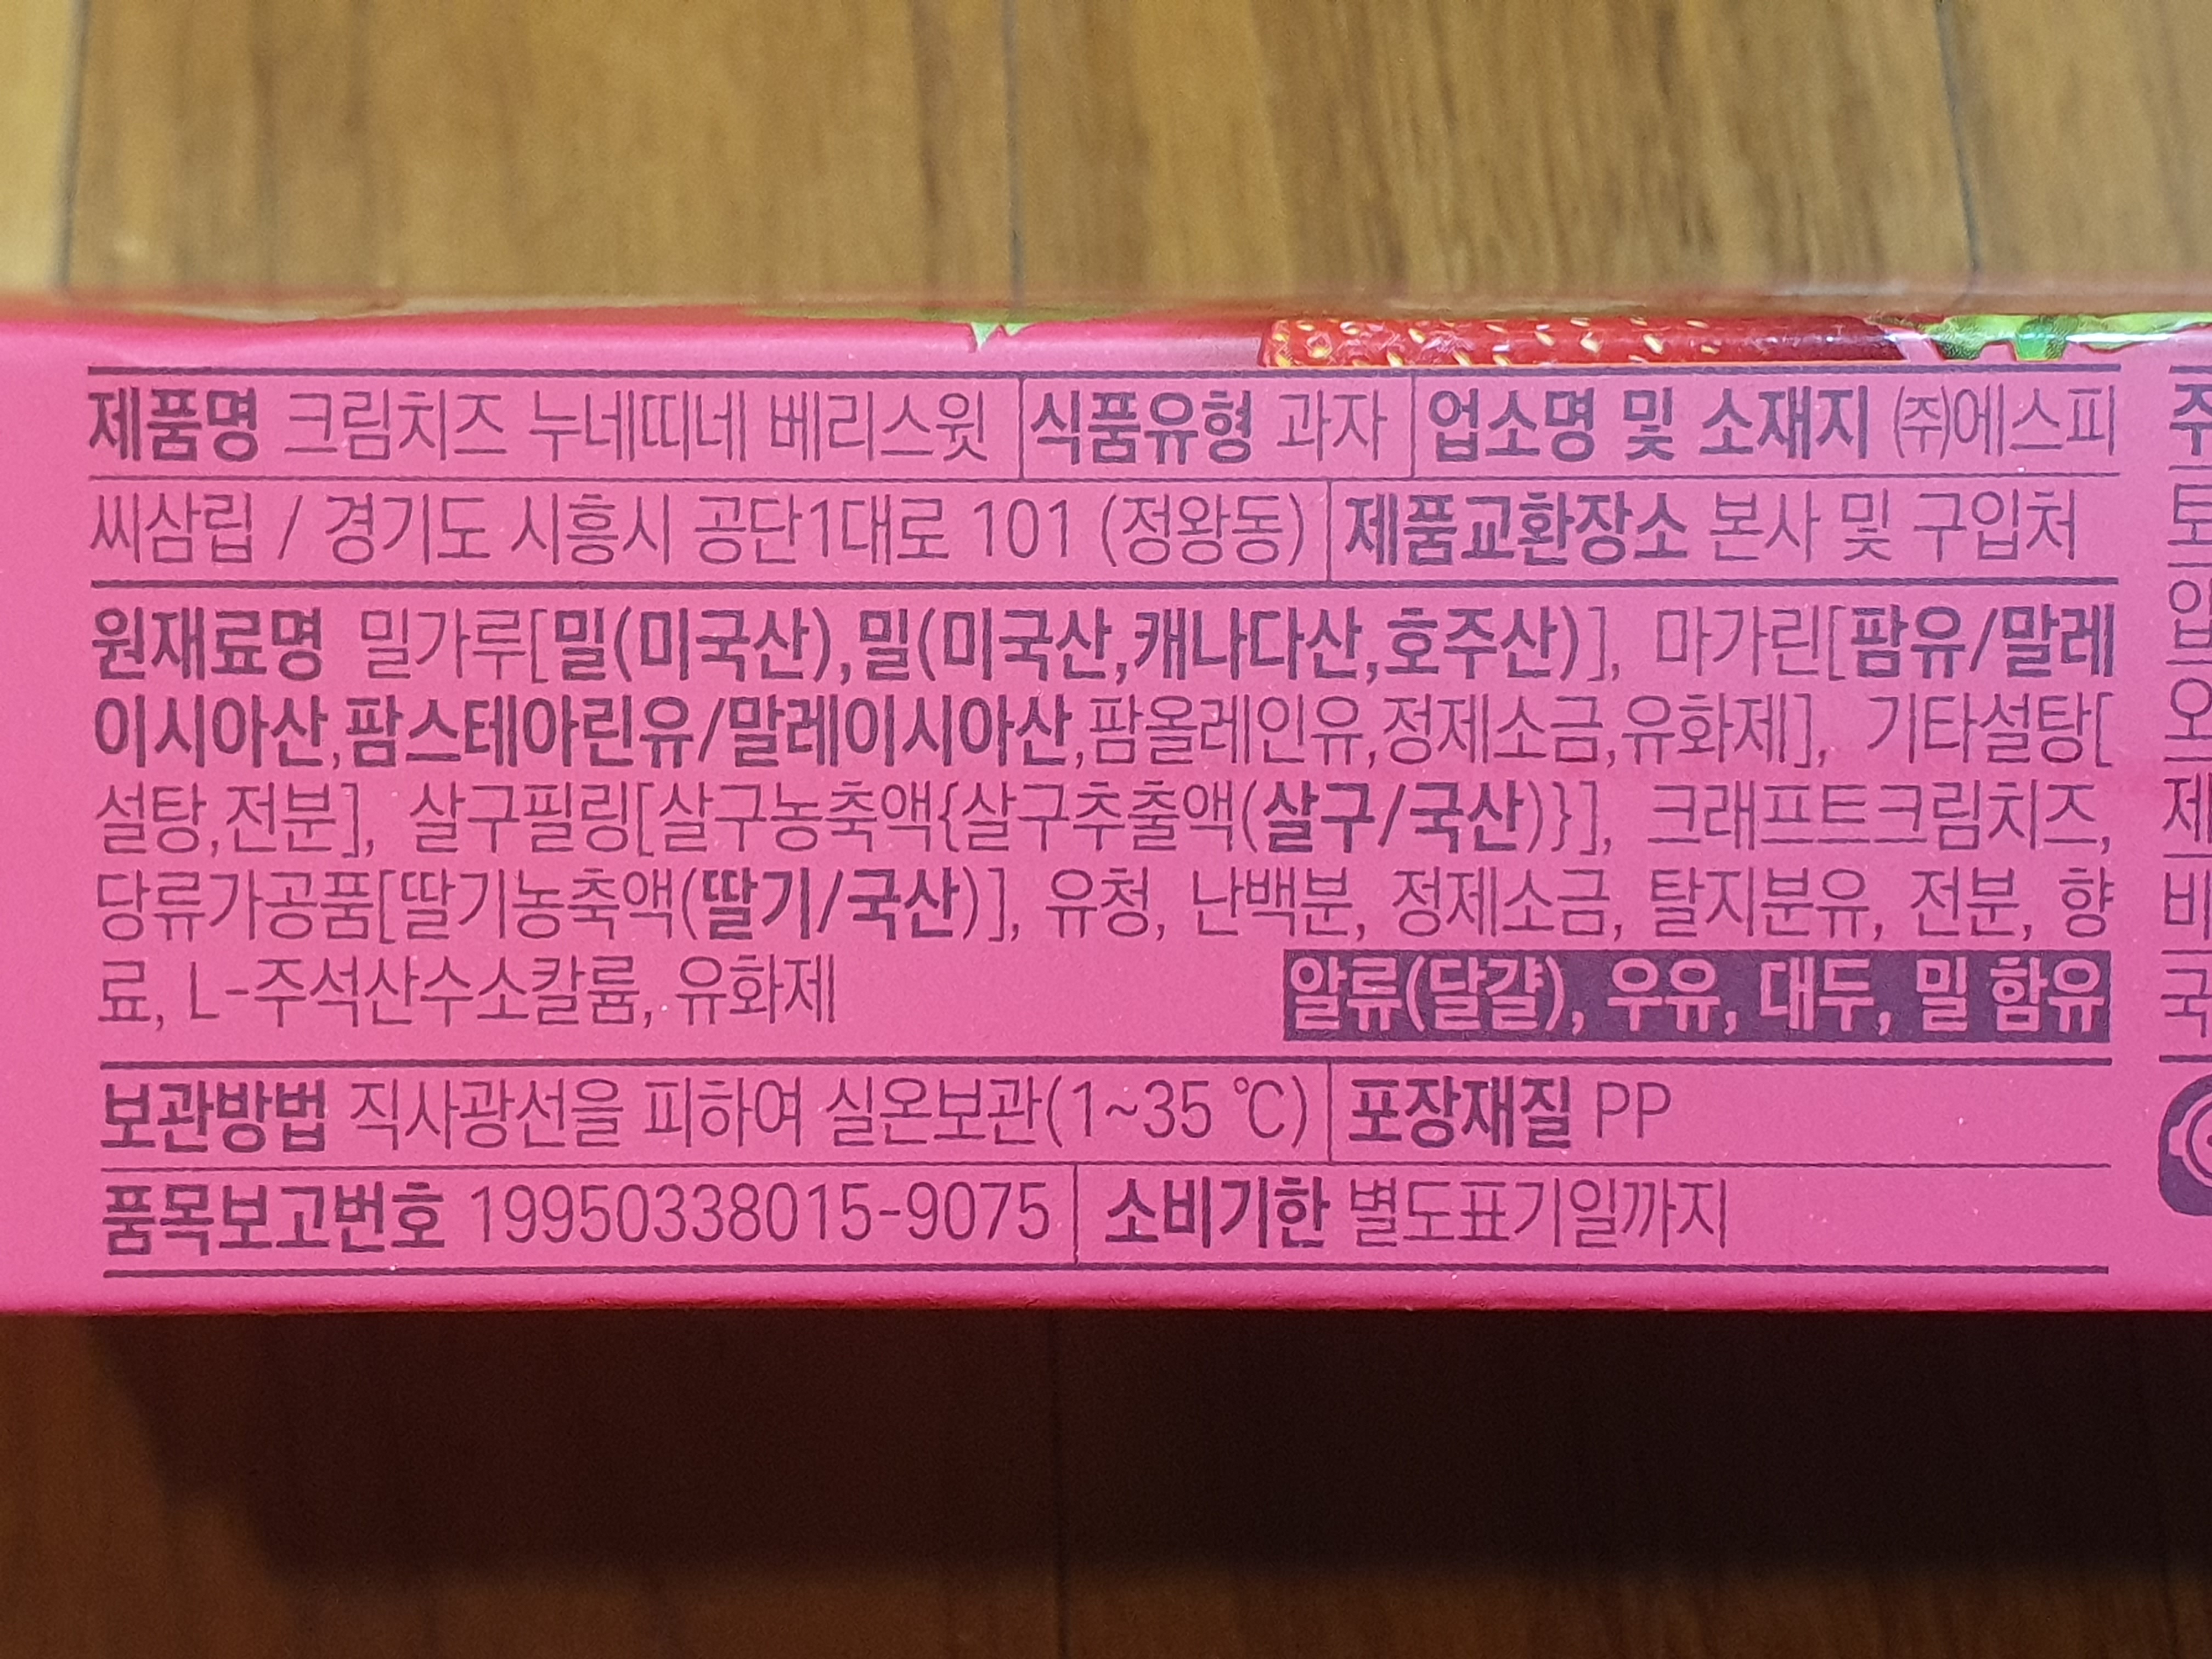 제품명 크림치즈 누네띠네 베리스윗 식품유형 과자 업소명 및 소재지 ㈜에스피
씨삼립 / 경기도 시흥시 공단1대로 101 (정왕동) 제품교환장소 본사 및 구입처
원재료명 밀가루[밀(미국산),밀(미국산,캐나다산,호주산)], 마가린[팜유/말레
이시아산,팜스테아린유/말레이시아산,팜올레인유,정제소금,유화제], 기타설탕[
설탕,전분], 살구필링[살구농축액{살구추출액(살구/국산)}], 크래프트크림치즈,
당류가공품[딸기농축액(딸기/국산)], 유청, 난백분, 정제소금, 탈지분유, 전분, 향
료, L-주석산수소칼륨, 유화제 알류(달걀), 우유, 대두, 밀 함유
보관방법 직사광선을 피하여 실온보관(1~35 ℃) 포장재질 PP
품목보고번호 19950338015-9075 소비기한 별도표기일까지